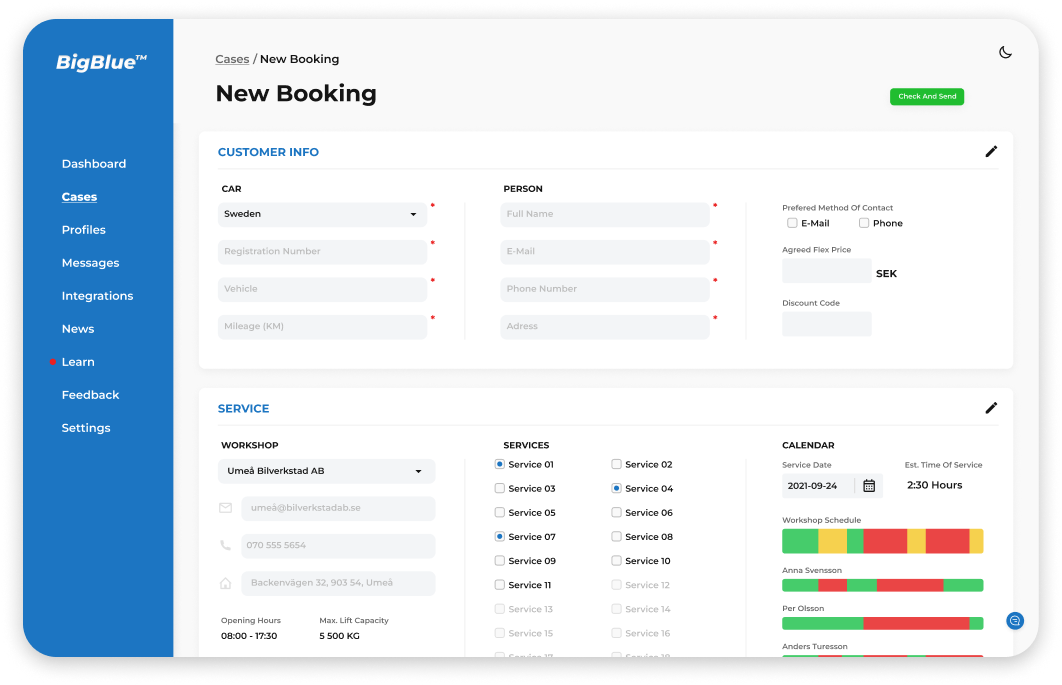 BigBlue™
Dashboard
Cases
Profiles
Messages
Integrations
News
Learn
Feedback
Settings
Cases / New Booking
New Booking
Check And Send
CUSTOMER INFO
CAR
Sweden
*
Registration Number
*
Vehicle
*
Mileage (KM)
*
PERSON
Full Name
*
E-Mail
*
Phone Number
*
Adress
*
Prefered Method Of Contact
E-Mail
Phone
Agreed Flex Price
SEK
Discount Code
SERVICE
WORKSHOP
Umeå Bilverkstad AB
umeå@bilverkstadab.se
070 555 5654
Backenvägen 32, 903 54, Umeå
Opening Hours
08:00 - 17:30
Max. Lift Capacity
5 500 KG
SERVICES
Service 01
Service 02
Service 03
Service 04
Service 05
Service 06
Service 07
Service 08
Service 09
Service 10
Service 11
Service 12
Service 13
Service 14
Service 15
Service 16
Service 17
Service 18
CALENDAR
Service Date
2021-09-24
Est. Time Of Service
2:30 Hours
Workshop Schedule
Anna Svensson
Per Olsson
Anders Turesson